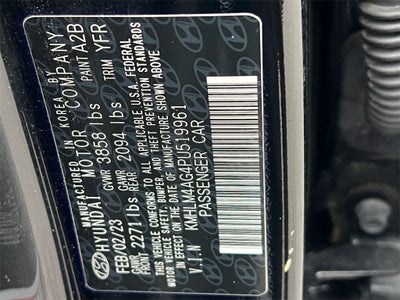 MANUFACTURED IN KOREA BY
HYUNDAI MOTOR COMPANY
FEB/02/23 GVWR 3858 lbs PAINT A2B
GAWR FRONT 2271 lbs GAWR REAR 2094 lbs TRIM YFR
THIS VEHICLE CONFORMS TO ALL APPLICABLE U.S.A. FEDERAL
MOTOR VEHICLE SAFETY AND THEFT PREVENTION STANDARDS
IN EFFECT ON THE DATE OF MANUFACTURE SHOWN ABOVE
V.I.N KMHLM4AG4PU519961
PASSENGER CAR